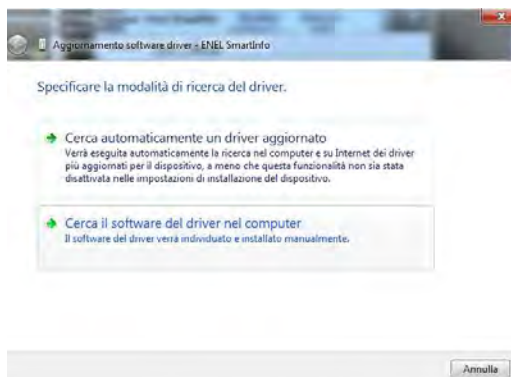 Aggiornamento software driver - ENEL SmartInfo
Specificare la modalità di ricerca del driver.
Cerca automaticamente un driver aggiornato
Verrà eseguita automaticamente la ricerca nel computer e su Internet dei driver
più aggiornati per il dispositivo, a meno che questa funzionalità non sia stata
disattivata nelle impostazioni di installazione del dispositivo.
Cerca il software del driver nel computer
Il software del driver verrà individuato e installato manualmente.
Annulla